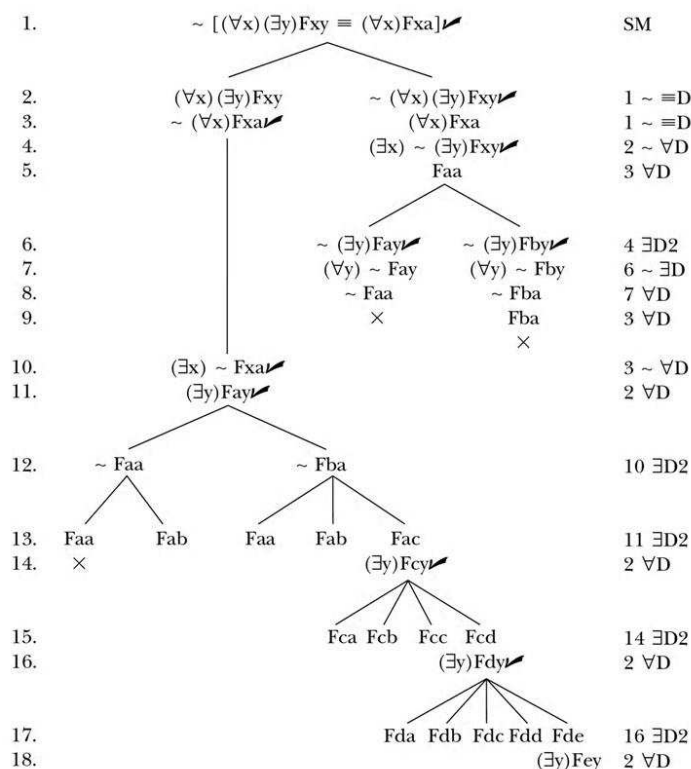 1. ~ [(∀x)(∃y)Fxy ≡ (∀x)Fxa]✔ SM
2. (∀x)(∃y)Fxy ~ (∀x)(∃y)Fxy✔ 1 ~ ≡D
3. ~ (∀x)Fxa✔ (∀x)Fxa 1 ~ ≡D
4. (∃x) ~ (∃y)Fxy✔ 2 ~ ∀D
5. Faa 3 ∀D
6. ~ (∃y)Fay✔ ~ (∃y)Fby✔ 4 ∃D2
7. (∀y) ~ Fay (∀y) ~ Fby 6 ~ ∃D
8. ~ Faa ~ Fba 7 ∀D
9. × Fba 3 ∀D
×
10. (∃x) ~ Fxa✔ 3 ~ ∀D
11. (∃y)Fay✔ 2 ∀D
12. ~ Faa ~ Fba 10 ∃D2
13. Faa Fab Faa Fab Fac 11 ∃D2
14. × (∃y)Fcy✔ 2 ∀D
15. Fca Fcb Fcc Fcd 14 ∃D2
16. (∃y)Fdy✔ 2 ∀D
17. Fda Fdb Fdc Fdd Fde 16 ∃D2
18. (∃y)Fey 2 ∀D